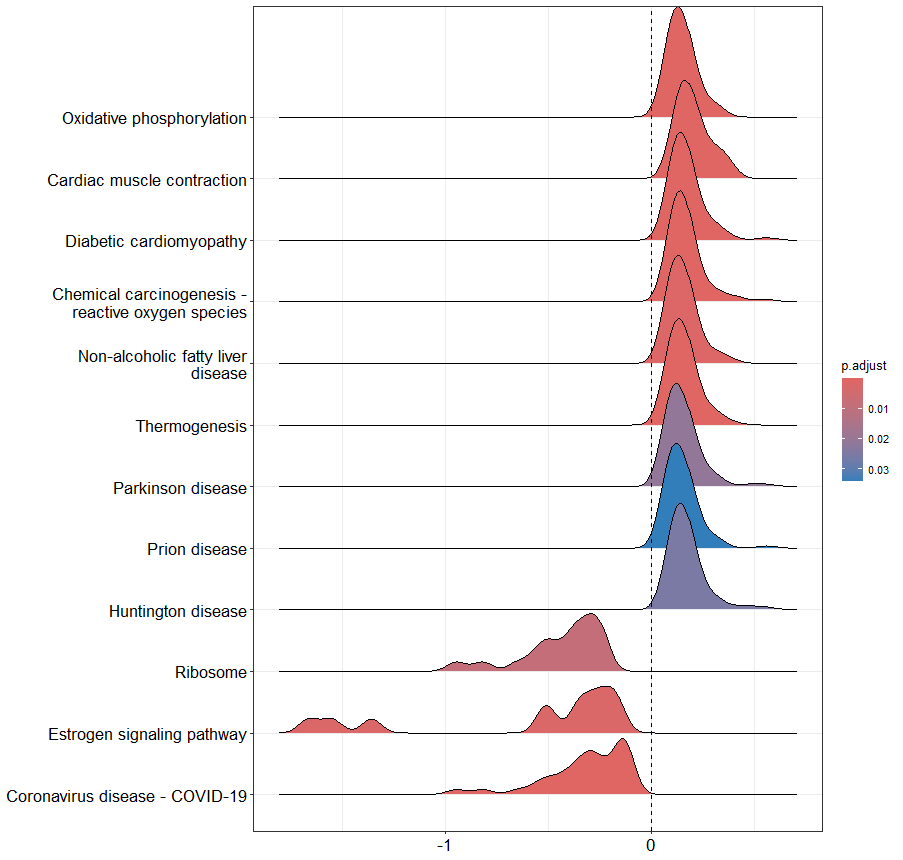 Oxidative phosphorylation
Cardiac muscle contraction
Diabetic cardiomyopathy
Chemical carcinogenesis -
reactive oxygen species
Non-alcoholic fatty liver
disease
Thermogenesis
Parkinson disease
Prion disease
Huntington disease
Ribosome
Estrogen signaling pathway
Coronavirus disease - COVID-19
-1
0
p.adjust
0.01
0.02
0.03